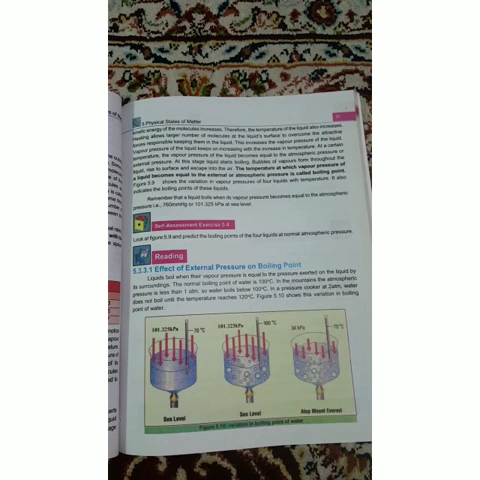 5 Physical States of Matter
kinetic energy of the molecules increases. Therefore, the temperature of the liquid also increases.
Heating allows larger number of molecules at the liquid's surface to overcome the attractive
forces responsible keeping them in the liquid. This increases the vapour pressure of the liquid.
Vapour pressure of the liquid keeps on increasing with the increase in temperature. At a certain
temperature, the vapour pressure of the liquid becomes equal to the atmospheric pressure or
external pressure. At this stage liquid starts boiling. Bubbles of vapours form throughout the
liquid, rise to surface and escape into the air. The temperature at which vapour pressure of
a liquid becomes equal to the external or atmospheric pressure is called boiling point.
Figure 5.9 shows the variation in vapour pressures of four liquids with temperature. It also
indicates the boiling points of these liquids.
Remember that a liquid boils when its vapour pressure becomes equal to the atmospheric
pressure i.e., 760mmHg or 101.325 kPa at sea level.
Self-Assessment Exercise 5.4
Look at figure 5.9 and predict the boiling points of the four liquids at normal atmospheric pressure.
Reading
5.3.3.1 Effect of External Pressure on Boiling Point
Liquids boil when their vapour pressure is equal to the pressure exerted on the liquid by
its surroundings. The normal boiling point of water is 100°C. In the mountains the atmospheric
pressure is less than 1 atm, so water boils below 100°C. In a pressure cooker at 2atm, water
does not boil until the temperature reaches 120°C. Figure 5.10 shows this variation in boiling
point of water.
101.325kPa 70 °C 101.325kPa 100 °C 34 kPa 70 °C
Sea Level Sea Level Atop Mount Everest
Figure 5.10: variation in boiling point of water